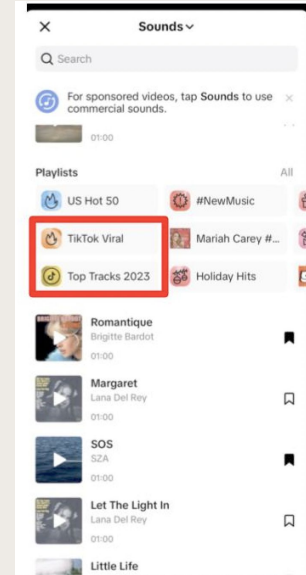 Sounds
Search
For sponsored videos, tap Sounds to use
commercial sounds.
01:00
Playlists
All
US Hot 50
#NewMusic
TikTok Viral
Mariah Carey #...
Top Tracks 2023
Holiday Hits
Romantique
Brigitte Bardot
01:00
Margaret
Lana Del Rey
01:00
SOS
SZA
01:00
Let The Light In
Lana Del Rey
01:00
Little Life